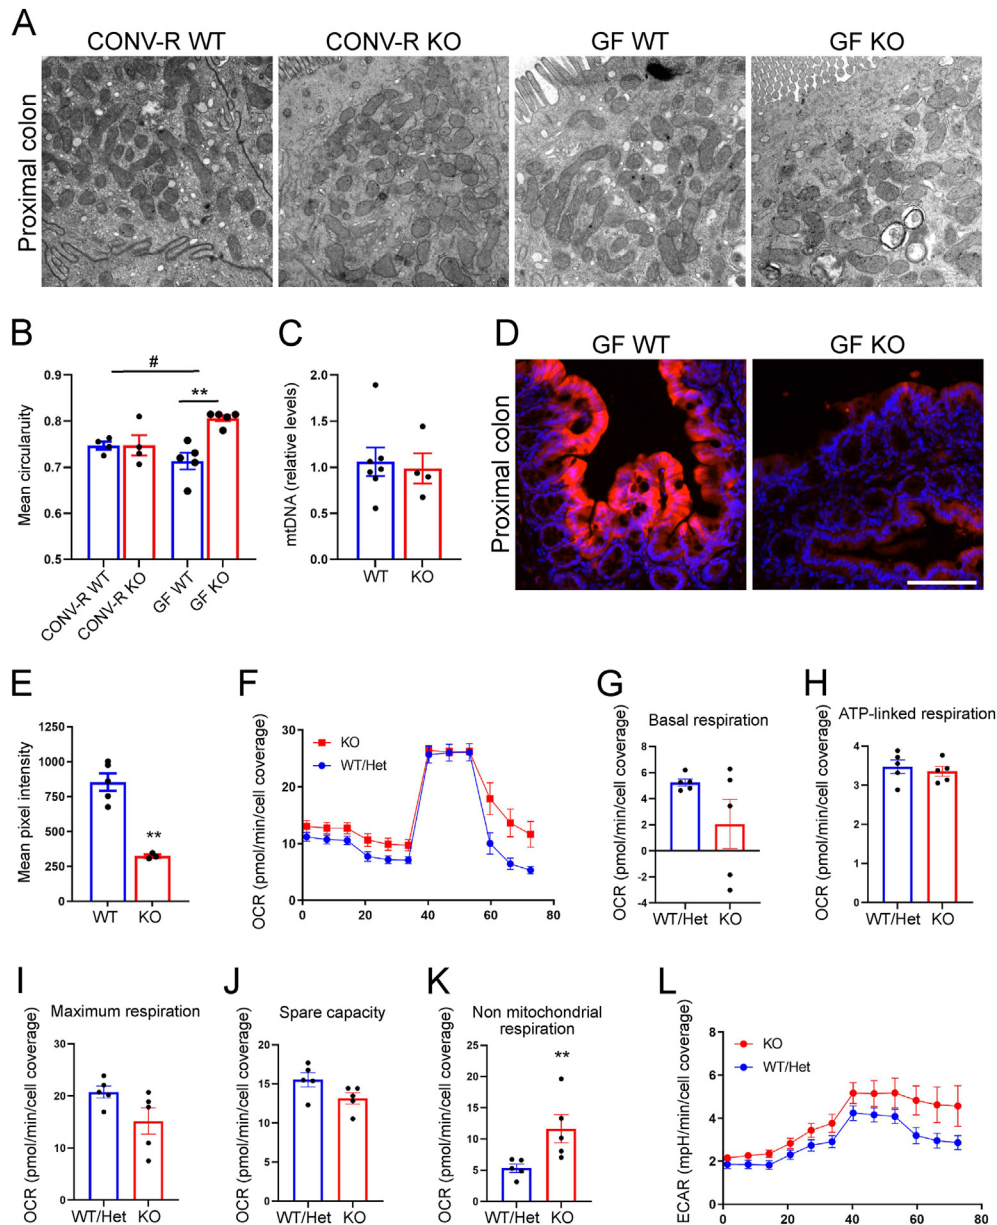 A
CONV-R WT
CONV-R KO
GF WT
GF KO
Proximal colon
B
Mean circularuity
0.9
0.8
0.7
0.6
0.5
#
**
CONV-R WT
CONV-R KO
GF WT
GF KO
C
mtDNA (relative levels)
2.0
1.5
1.0
0.5
0.0
WT
KO
D
GF WT
GF KO
Proximal colon
E
Mean pixel intensity
1250
1000
750
500
250
0
**
WT
KO
F
OCR (pmol/min/cell coverage)
30
20
10
0
KO
WT/Het
0
20
40
60
80
G
Basal respiration
OCR (pmol/min/cell coverage)
8
6
4
2
0
-2
-4
WT/Het
KO
H
ATP-linked respiration
OCR (pmol/min/cell coverage)
4
3
2
1
0
WT/Het
KO
I
Maximum respiration
OCR (pmol/min/cell coverage)
30
20
10
0
WT/Het
KO
J
Spare capacity
OCR (pmol/min/cell coverage)
20
15
10
5
0
WT/Het
KO
K
Non mitochondrial
respiration
OCR (pmol/min/cell coverage)
25
20
15
10
5
0
**
WT/Het
KO
L
ECAR (mpH/min/cell coverage)
8
6
4
2
0
KO
WT/Het
0
20
40
60
80